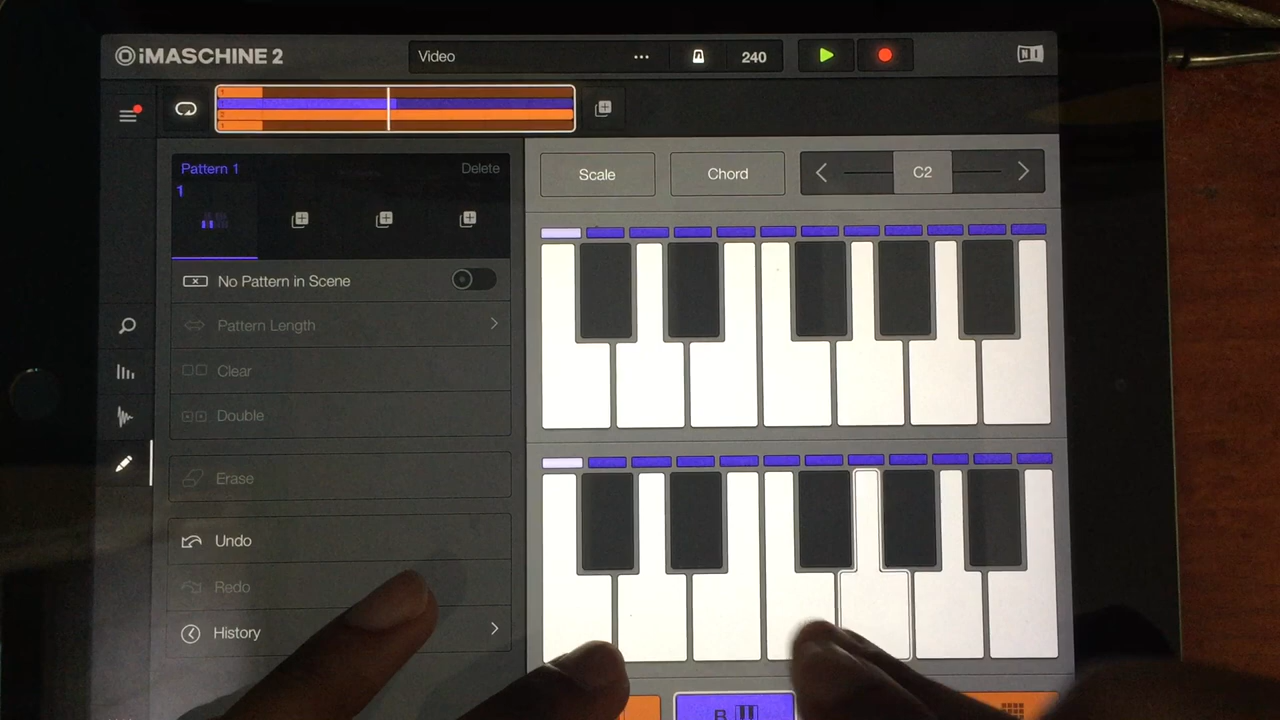 iMASCHINE 2
Video ... 240
NI
Pattern 1 Delete
1
No Pattern in Scene
Pattern Length
Clear
Double
Erase
Undo
Redo
History
Scale Chord C2
B